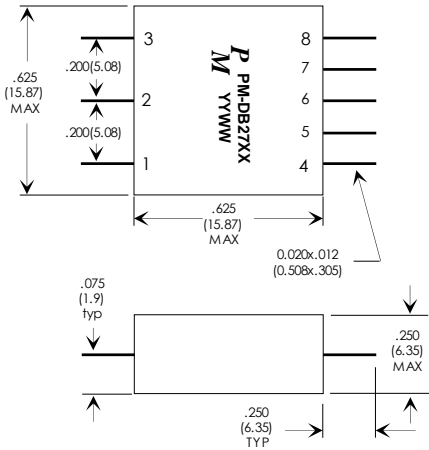 .625
(15.87)
MAX
.200(5.08)
.200(5.08)
3
2
1
PM
PM-DB27XX
YYWW
8
7
6
5
4
.625
(15.87)
MAX
0.020x.012
(0.508x.305)
.075
(1.9)
typ
.250
(6.35)
MAX
.250
(6.35)
TYP